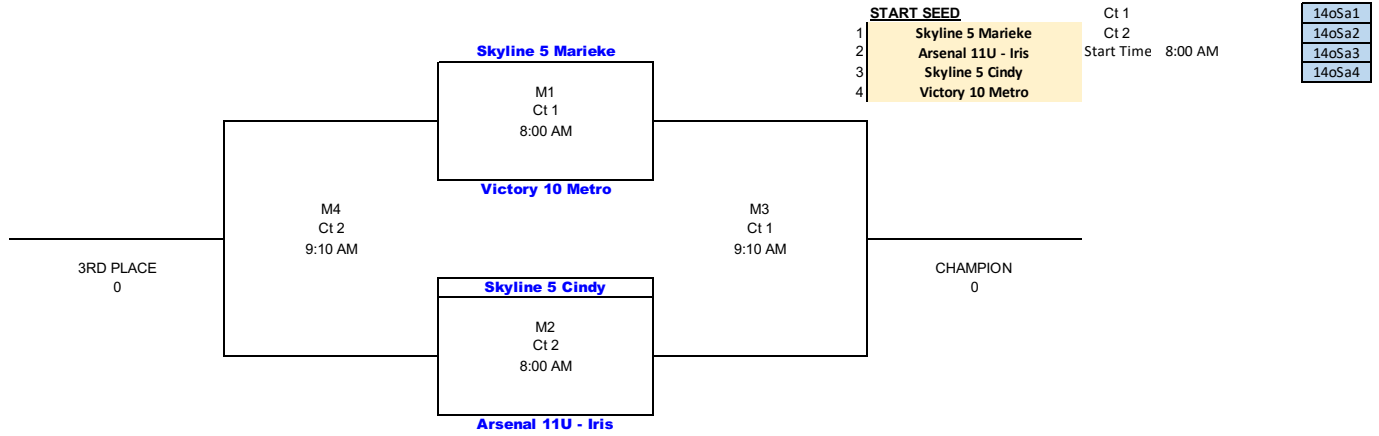 START SEED Ct 1 14oSa1
1 Skyline 5 Marieke Ct 2 14oSa2
2 Arsenal 11U - Iris Start Time 8:00 AM 14oSa3
3 Skyline 5 Cindy 14oSa4
4 Victory 10 Metro
Skyline 5 Marieke
M1
Ct 1
8:00 AM
Victory 10 Metro
M4 M3
Ct 2 Ct 1
9:10 AM 9:10 AM
3RD PLACE CHAMPION
0 0
Skyline 5 Cindy
M2
Ct 2
8:00 AM
Arsenal 11U - Iris